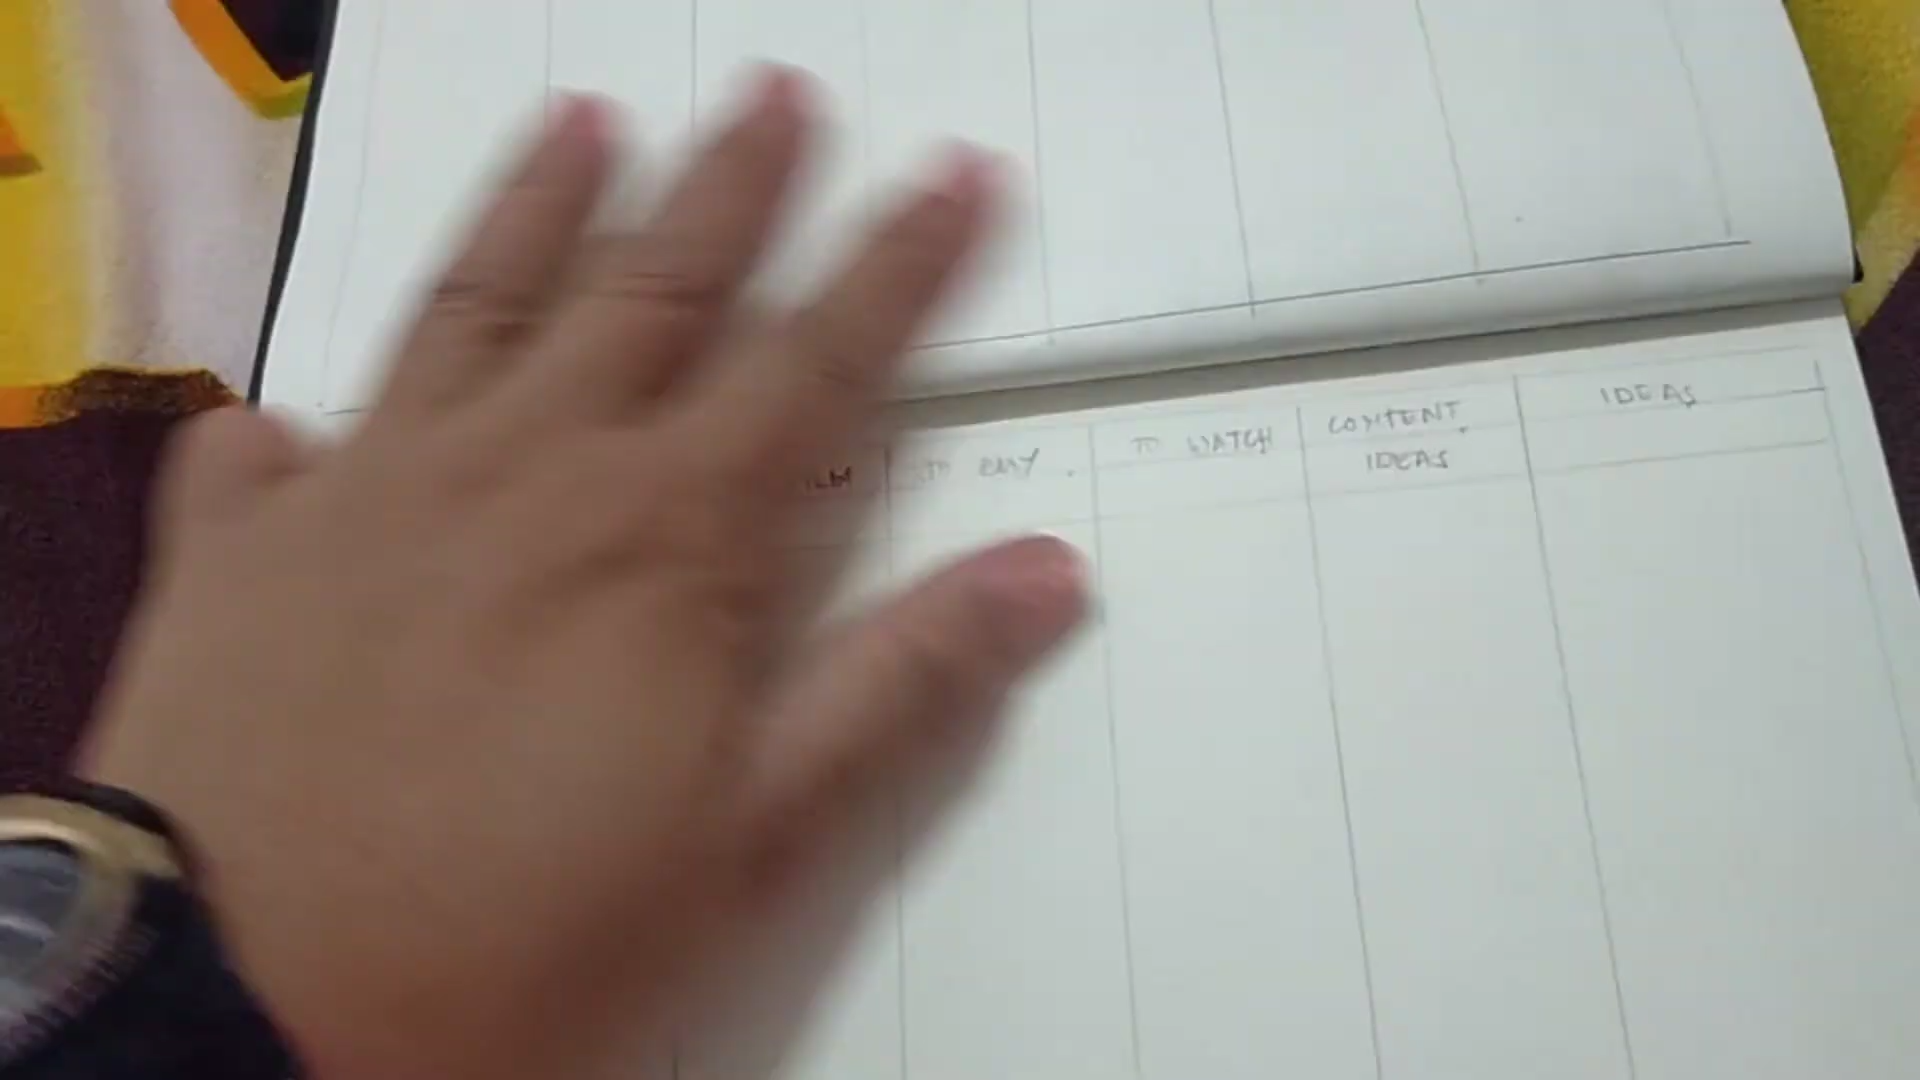 TO BUY
TO WATCH
CONTENT
IDEAS
IDEAS